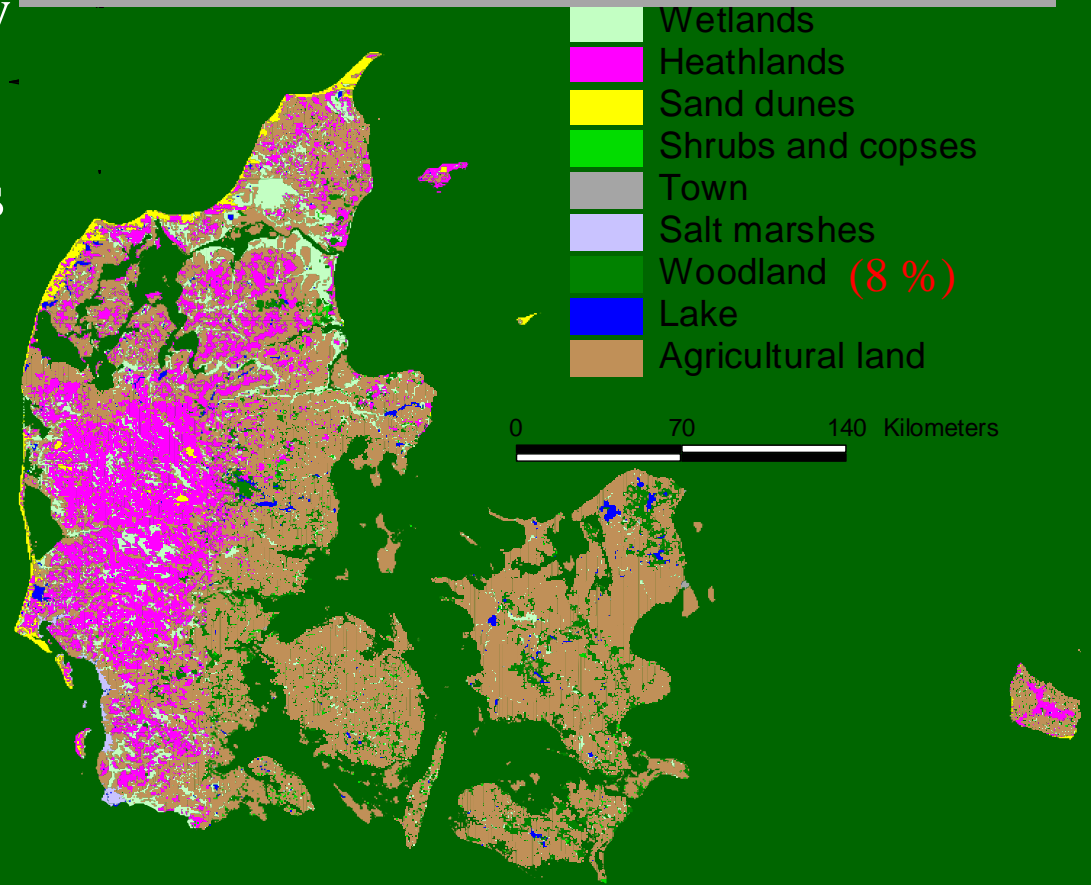 Wetlands
Heathlands
Sand dunes
Shrubs and copses
Town
Salt marshes
Woodland (8 %)
Lake
Agricultural land
0 70 140 Kilometers